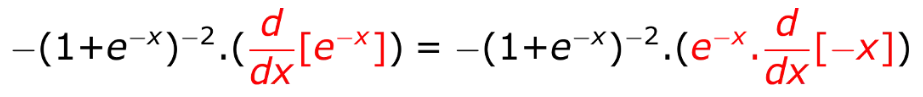 −(1+e⁻ˣ)⁻².(d/dx[e⁻ˣ]) = −(1+e⁻ˣ)⁻².(e⁻ˣ.d/dx[−x])